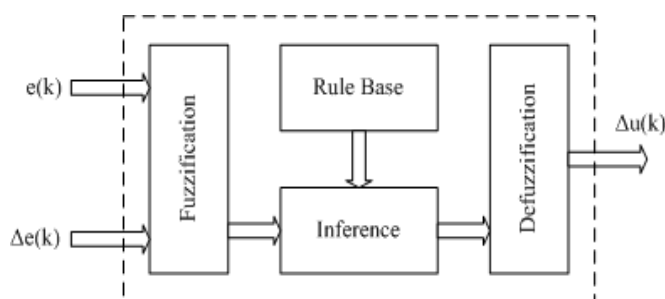 e(k)
Δe(k)
Fuzzification
Rule Base
Inference
Defuzzification
Δu(k)